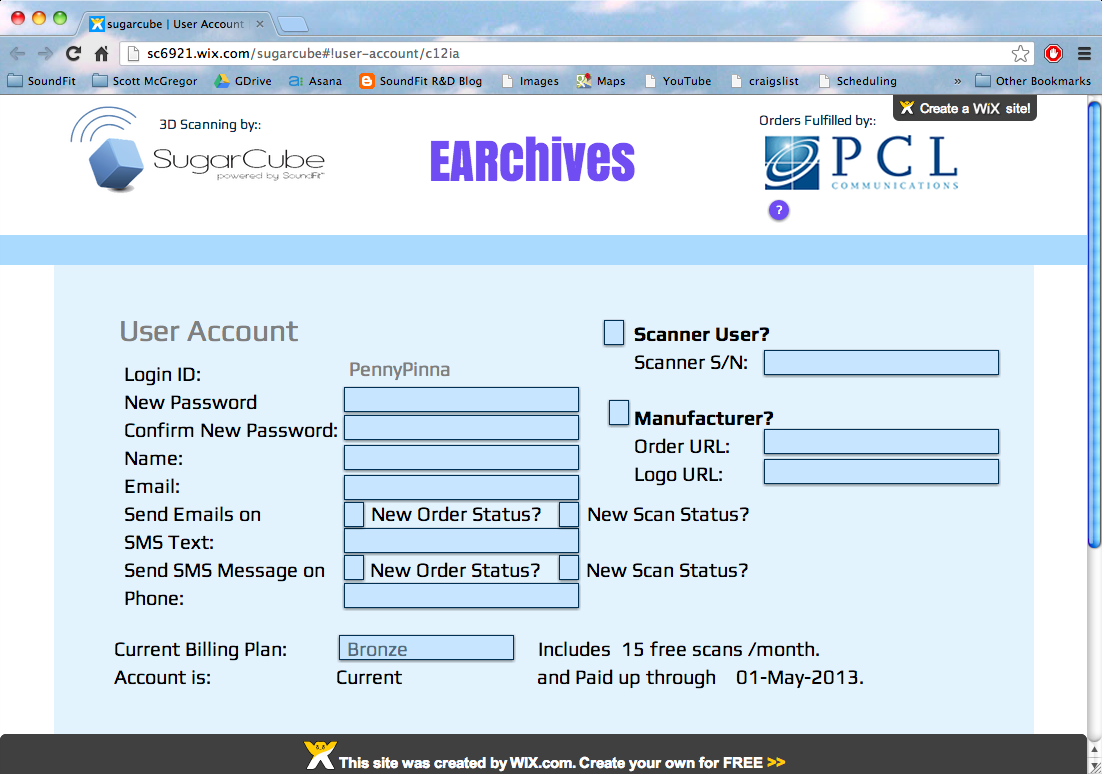 sugarcube | User Account
sc6921.wix.com/sugarcube#!user-account/c12ia
SoundFit Scott McGregor GDrive Asana SoundFit R&D Blog Images Maps YouTube craigslist Scheduling » Other Bookmarks
Create a WiX site!
3D Scanning by::
SugarCube
powered by SoundFit
EARchives
Orders Fulfilled by::
PCL
COMMUNICATIONS
?
User Account
Scanner User?
Scanner S/N:
Login ID: PennyPinna
New Password
Manufacturer?
Confirm New Password:
Order URL:
Name:
Logo URL:
Email:
Send Emails on New Order Status? New Scan Status?
SMS Text:
Send SMS Message on New Order Status? New Scan Status?
Phone:
Current Billing Plan: Bronze Includes 15 free scans /month.
Account is: Current and Paid up through 01-May-2013.
This site was created by WIX.com. Create your own for FREE >>